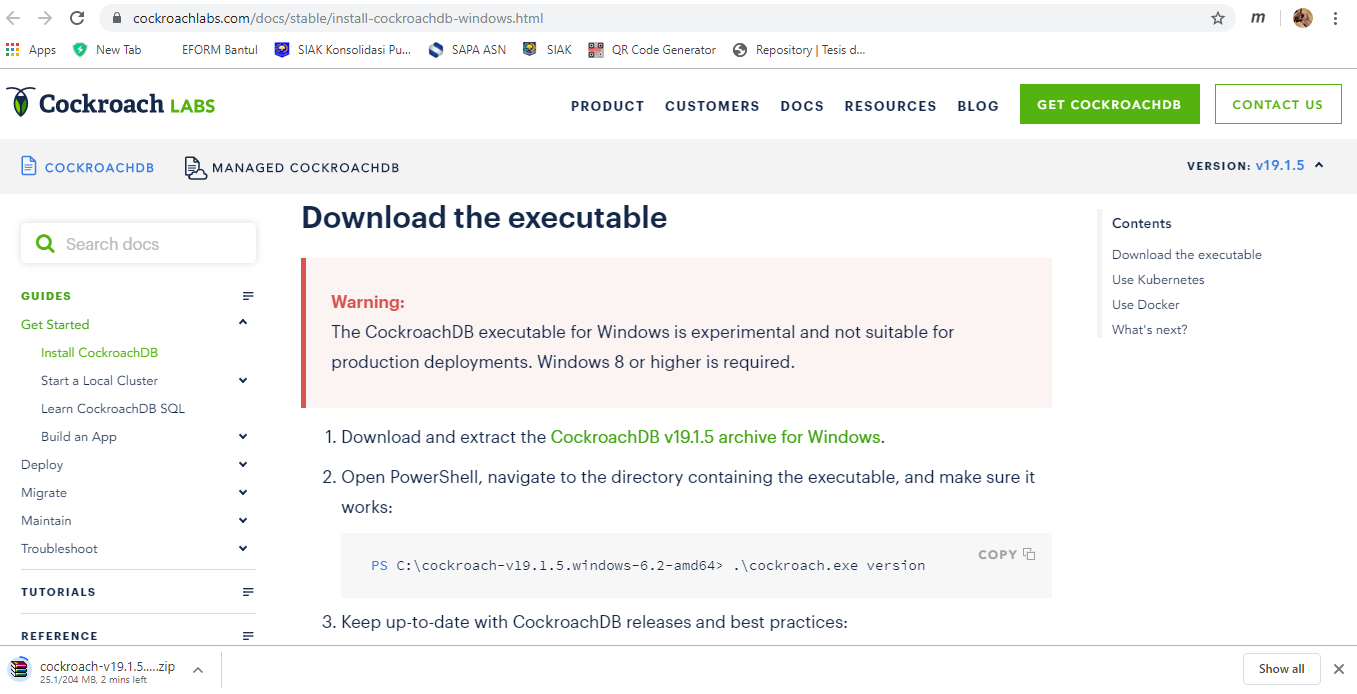 cockroachlabs.com/docs/stable/install-cockroachdb-windows.html
m
Apps New Tab EFORM Bantul SIAK Konsolidasi Pu... SAPA ASN SIAK QR Code Generator Repository | Tesis d...
Cockroach LABS
PRODUCT CUSTOMERS DOCS RESOURCES BLOG GET COCKROACHDB CONTACT US
COCKROACHDB MANAGED COCKROACHDB VERSION: v19.1.5
Search docs
GUIDES
Get Started
Install CockroachDB
Start a Local Cluster
Learn CockroachDB SQL
Build an App
Deploy
Migrate
Maintain
Troubleshoot
TUTORIALS
REFERENCE
Download the executable
Warning:
The CockroachDB executable for Windows is experimental and not suitable for
production deployments. Windows 8 or higher is required.
1. Download and extract the CockroachDB v19.1.5 archive for Windows.
2. Open PowerShell, navigate to the directory containing the executable, and make sure it
works:
COPY
PS C:\cockroach-v19.1.5.windows-6.2-amd64> .\cockroach.exe version
3. Keep up-to-date with CockroachDB releases and best practices:
Contents
Download the executable
Use Kubernetes
Use Docker
What's next?
cockroach-v19.1.5.....zip
25.1/204 MB, 2 mins left
Show all